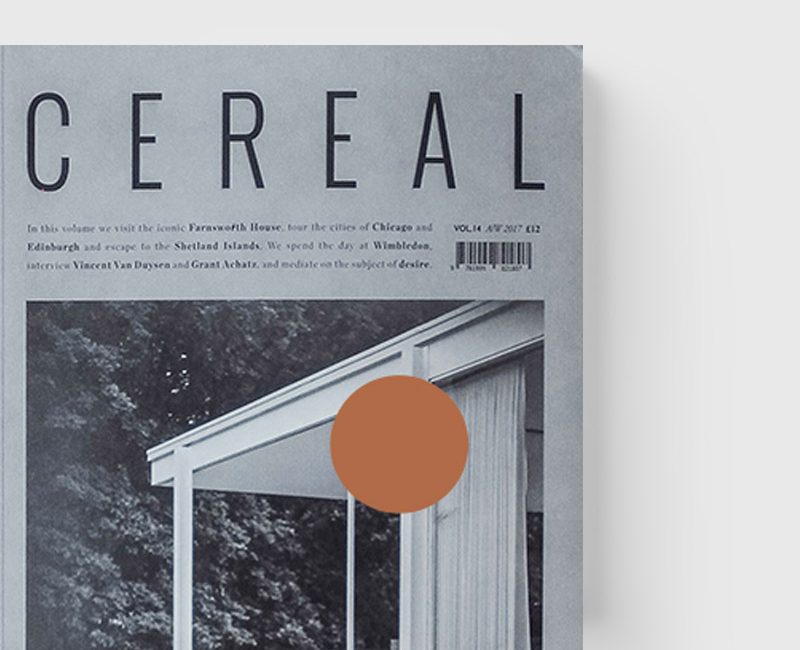 CEREAL
In this volume we visit the iconic Farnsworth House, tour the cities of Chicago and
Edinburgh and escape to the Shetland Islands. We spend the day at Wimbledon,
interview Vincent Van Duysen and Grant Achatz, and mediate on the subject of desire.
VOL.14 A/W 2017 £12